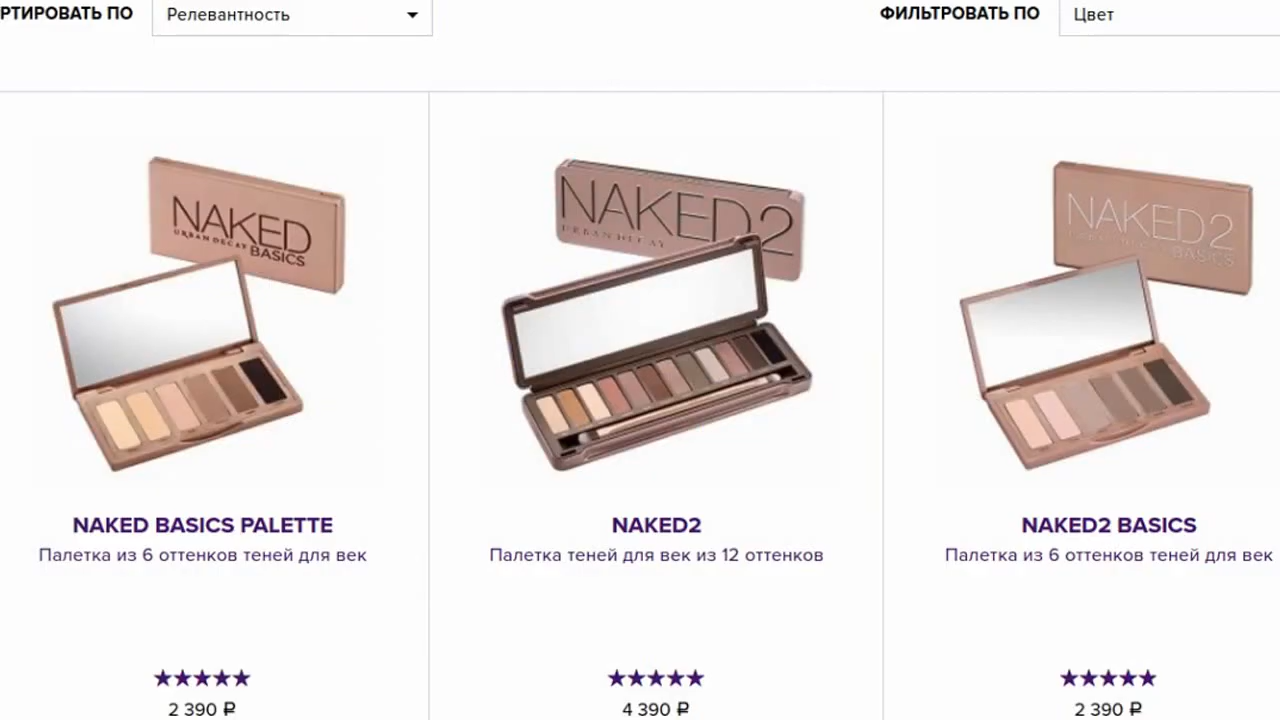 РТИРОВАТЬ ПО
Релевантность
ФИЛЬТРОВАТЬ ПО
Цвет
NAKED
URBAN DECAY
BASICS
NAKED2
URBAN DECAY
NAKED2
BASICS
NAKED BASICS PALETTE
Палетка из 6 оттенков теней для век
NAKED2
Палетка теней для век из 12 оттенков
NAKED2 BASICS
Палетка из 6 оттенков теней для век
2 390 ₽
4 390 ₽
2 390 ₽